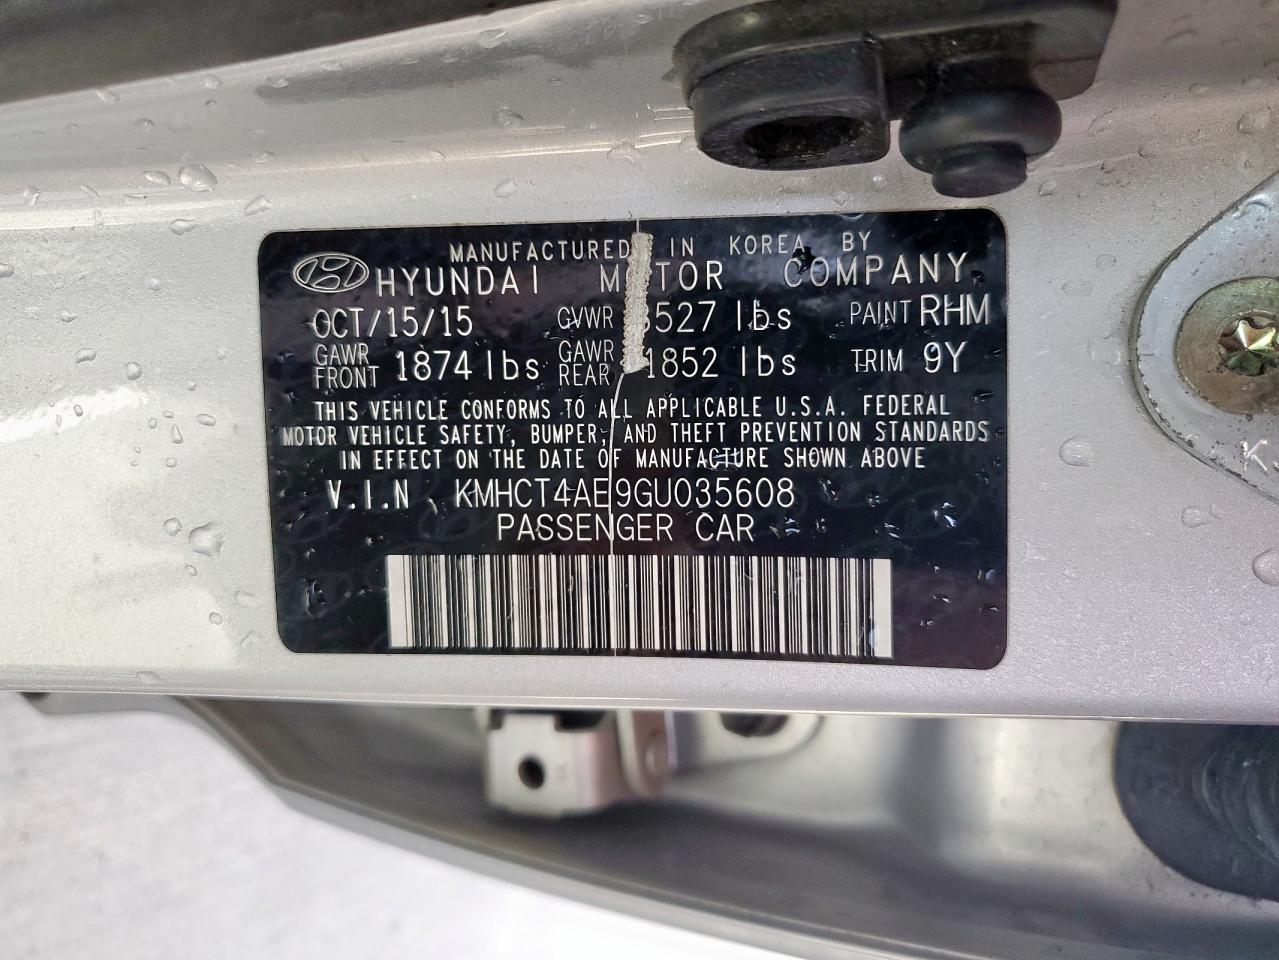 MANUFACTURED IN KOREA BY
HYUNDAI MOTOR COMPANY
OCT/15/15 GVWR 3527 lbs PAINT RHM
GAWR FRONT 1874 lbs GAWR REAR 1852 lbs TRIM 9Y
THIS VEHICLE CONFORMS TO ALL APPLICABLE U.S.A. FEDERAL
MOTOR VEHICLE SAFETY, BUMPER, AND THEFT PREVENTION STANDARDS
IN EFFECT ON THE DATE OF MANUFACTURE SHOWN ABOVE
V.I.N KMHCT4AE9GU035608
PASSENGER CAR